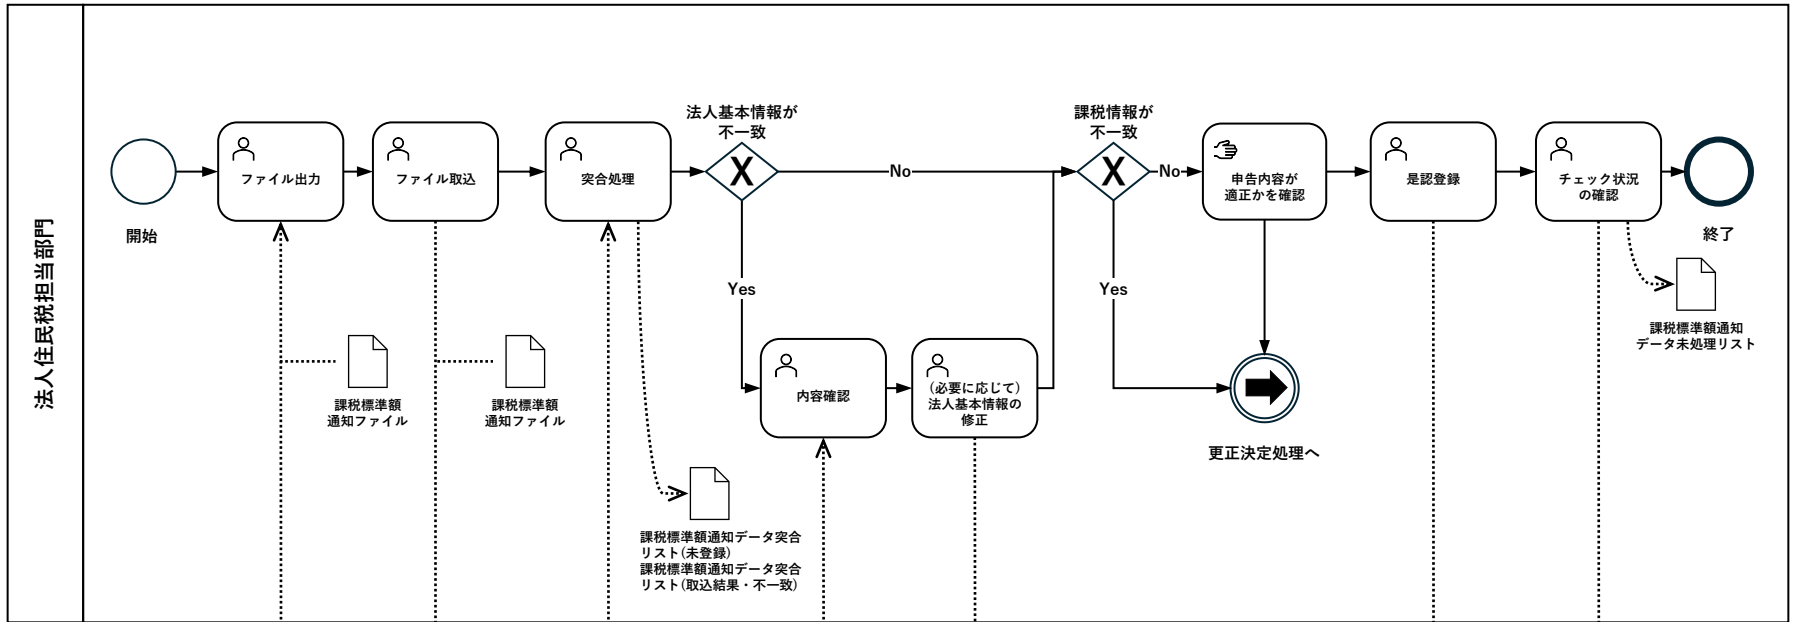 法人住民税担当部門
開始
ファイル出力
課税標準額
通知ファイル
ファイル取込
課税標準額
通知ファイル
突合処理
課税標準額通知データ突合
リスト(未登録)
課税標準額通知データ突合
リスト(取込結果・不一致)
法人基本情報が
不一致
X
No
Yes
内容確認
(必要に応じて)
法人基本情報の
修正
課税情報が
不一致
X
No
Yes
申告内容が
適正かを確認
更正決定処理へ
是認登録
チェック状況
の確認
課税標準額通知
データ未処理リスト
終了